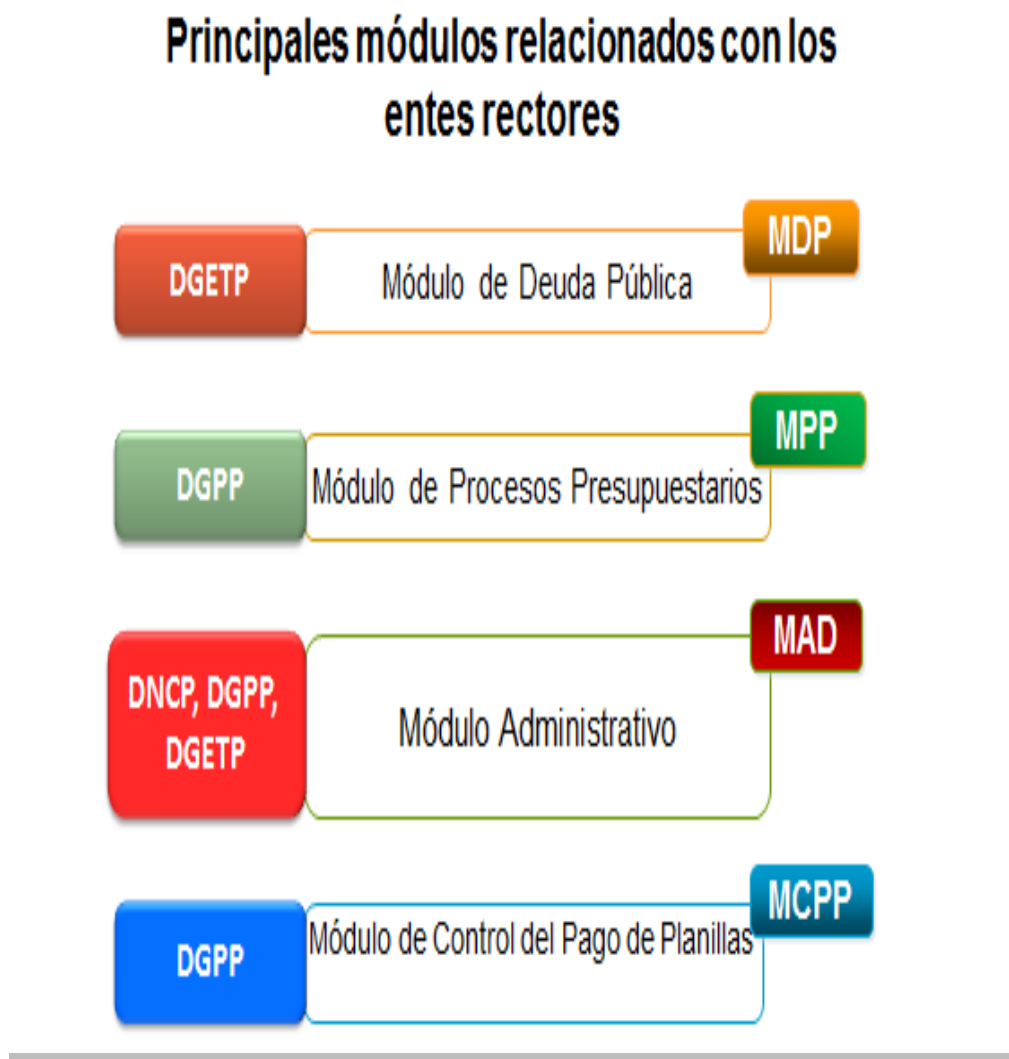 Principales módulos relacionados con los
entes rectores
MDP
DGETP
Módulo de Deuda Pública
MPP
DGPP
Módulo de Procesos Presupuestarios
MAD
DNCP, DGPP,
DGETP
Módulo Administrativo
MCPP
DGPP
Módulo de Control del Pago de Planillas